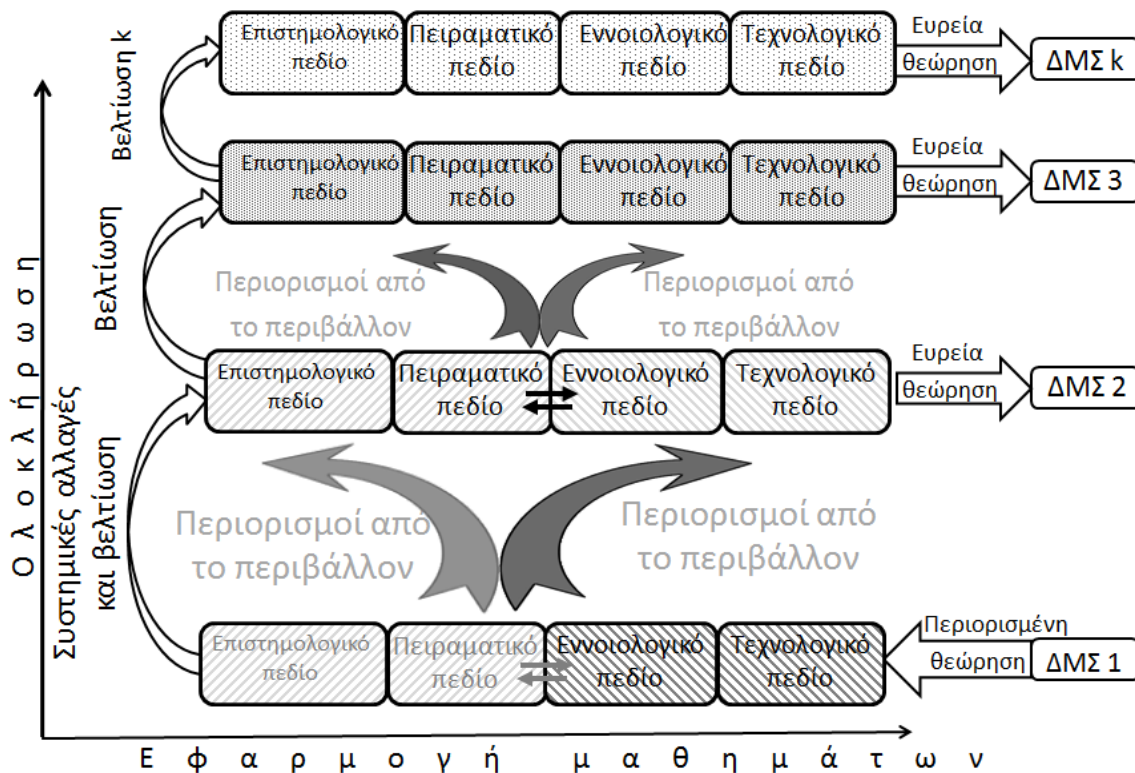 Επιστημολογικό Πειραματικό Εννοιολογικό Τεχνολογικό
πεδίο πεδίο πεδίο πεδίο
Ευρεία
θεώρηση
ΔΜΣ k
Βελτίωση k
Επιστημολογικό Πειραματικό Εννοιολογικό Τεχνολογικό
πεδίο πεδίο πεδίο πεδίο
Ευρεία
θεώρηση
ΔΜΣ 3
Βελτίωση
Περιορισμοί από
το περιβάλλον
Περιορισμοί από
το περιβάλλον
Επιστημολογικό Πειραματικό Εννοιολογικό Τεχνολογικό
πεδίο πεδίο πεδίο πεδίο
Ευρεία
θεώρηση
ΔΜΣ 2
Συστημικές αλλαγές
και βελτίωση
Περιορισμοί από
το περιβάλλον
Περιορισμοί από
το περιβάλλον
Επιστημολογικό Πειραματικό Εννοιολογικό Τεχνολογικό
πεδίο πεδίο πεδίο πεδίο
Περιορισμένη
θεώρηση
ΔΜΣ 1
Ο λ ο κ λ ή ρ ω σ η
Ε φ α ρ μ ο γ ή μ α θ η μ ά τ ω ν